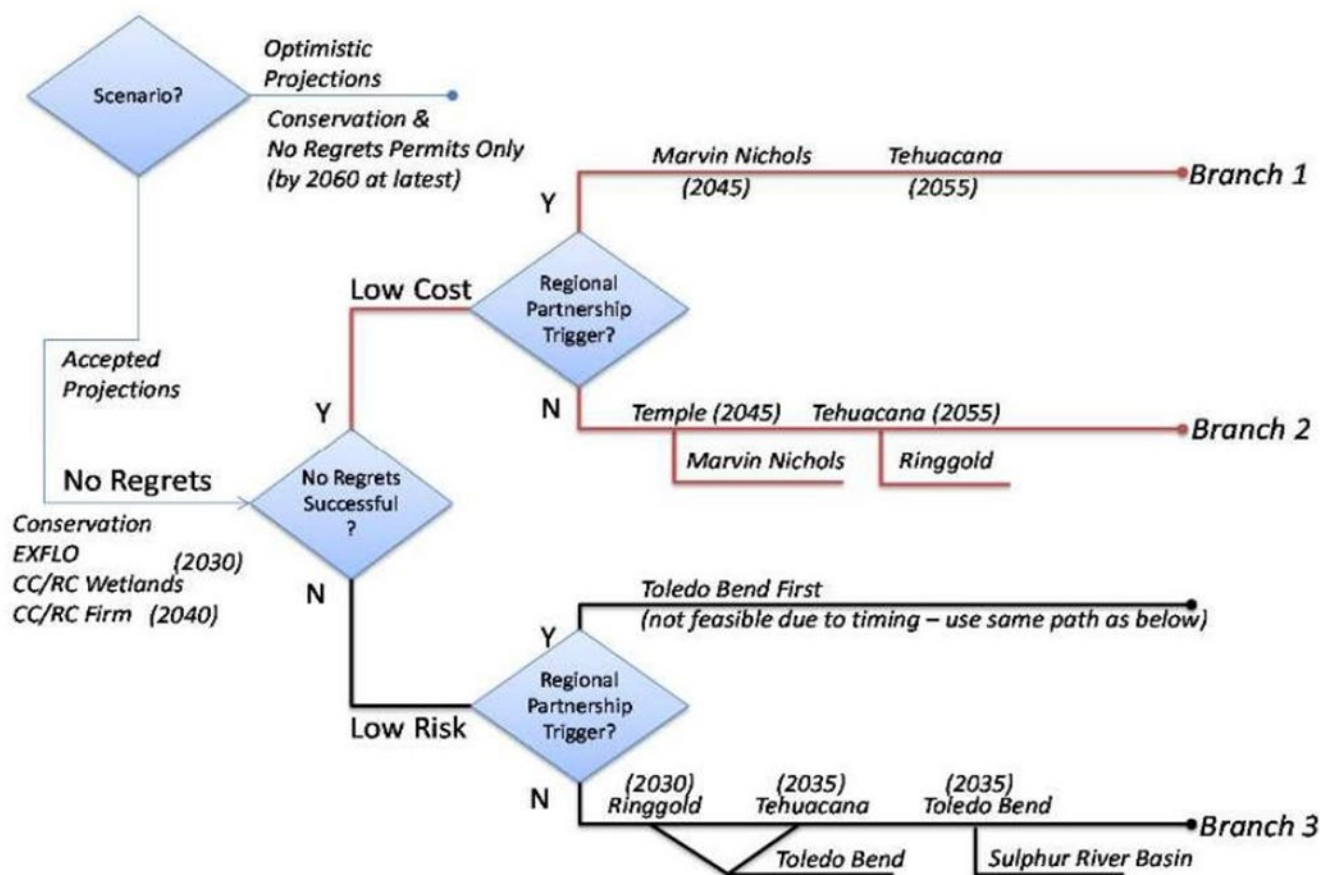 Scenario?
Optimistic
Projections
Conservation &
No Regrets Permits Only
(by 2060 at latest)
Accepted
Projections
No Regrets
Conservation
EXFLO (2030)
CC/RC Wetlands
CC/RC Firm (2040)
No Regrets
Successful
?
Y
Low Cost
Regional
Partnership
Trigger?
Y
Marvin Nichols
(2045)
Tehuacana
(2055)
Branch 1
N
Temple (2045)
Tehuacana (2055)
Branch 2
Marvin Nichols
Ringgold
N
Low Risk
Regional
Partnership
Trigger?
Y
Toledo Bend First
(not feasible due to timing – use same path as below)
N
(2030)
Ringgold
(2035)
Tehuacana
(2035)
Toledo Bend
Branch 3
Toledo Bend
Sulphur River Basin